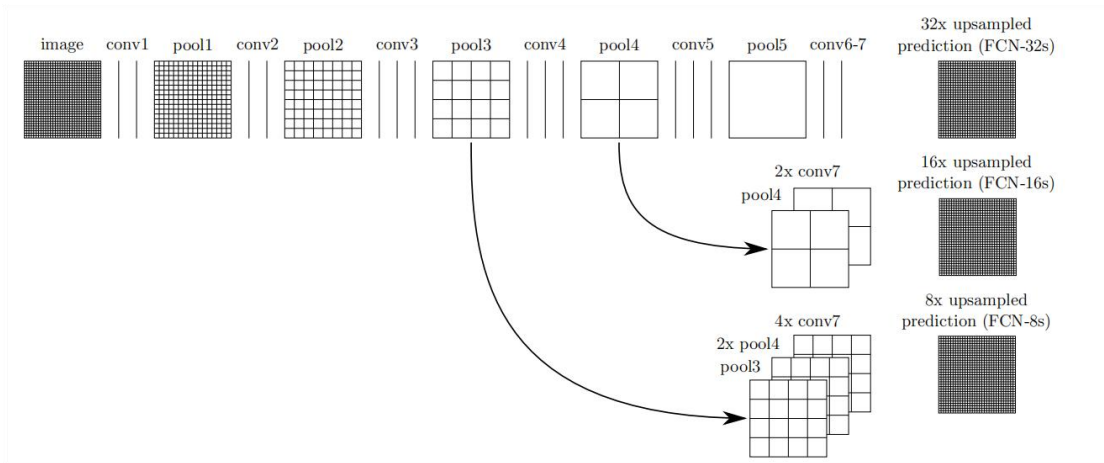 32x upsampled
image conv1 pool1 conv2 pool2 conv3 pool3 conv4 pool4 conv5 pool5 conv6-7 prediction (FCN-32s)
16x upsampled
2x conv7 prediction (FCN-16s)
pool4
8x upsampled
4x conv7 prediction (FCN-8s)
2x pool4
pool3